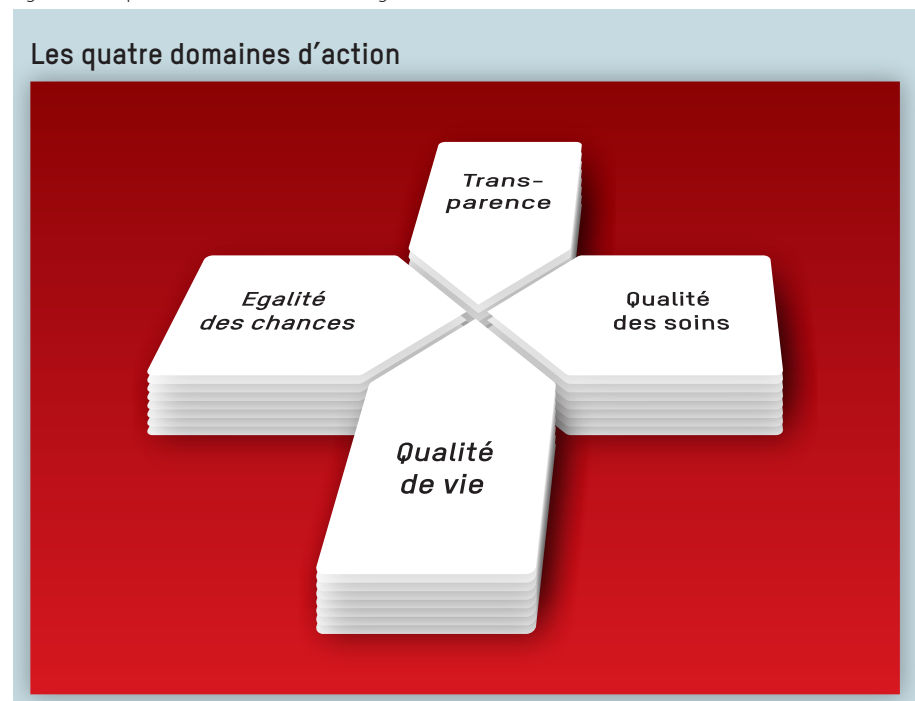 Les quatre domaines d'action
Trans-
parence
Egalité
des chances
Qualité
des soins
Qualité
de vie